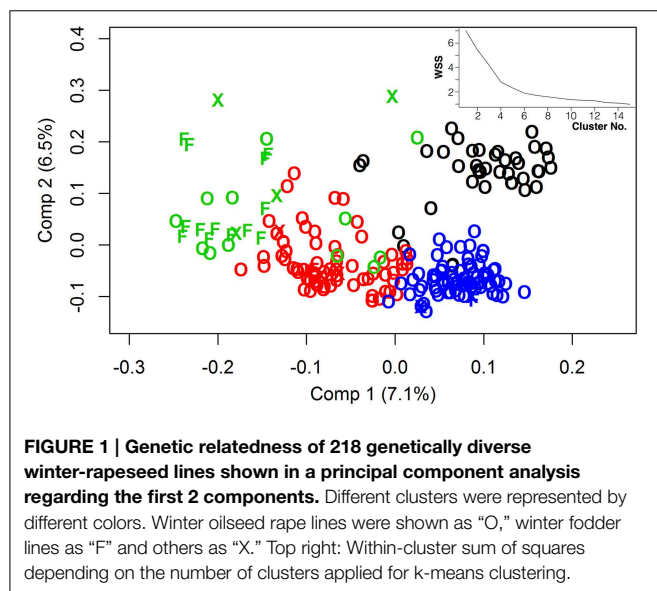 6
4
2
WSS
2 4 6 8 10 12 14
Cluster No.
0.4
0.3
0.2
0.1
0.0
-0.1
Comp 2 (6.5%)
-0.3 -0.2 -0.1 0.0 0.1 0.2
Comp 1 (7.1%)
FIGURE 1 | Genetic relatedness of 218 genetically diverse
winter-rapeseed lines shown in a principal component analysis
regarding the first 2 components. Different clusters were represented by
different colors. Winter oilseed rape lines were shown as “O,” winter fodder
lines as “F” and others as “X.” Top right: Within-cluster sum of squares
depending on the number of clusters applied for k-means clustering.